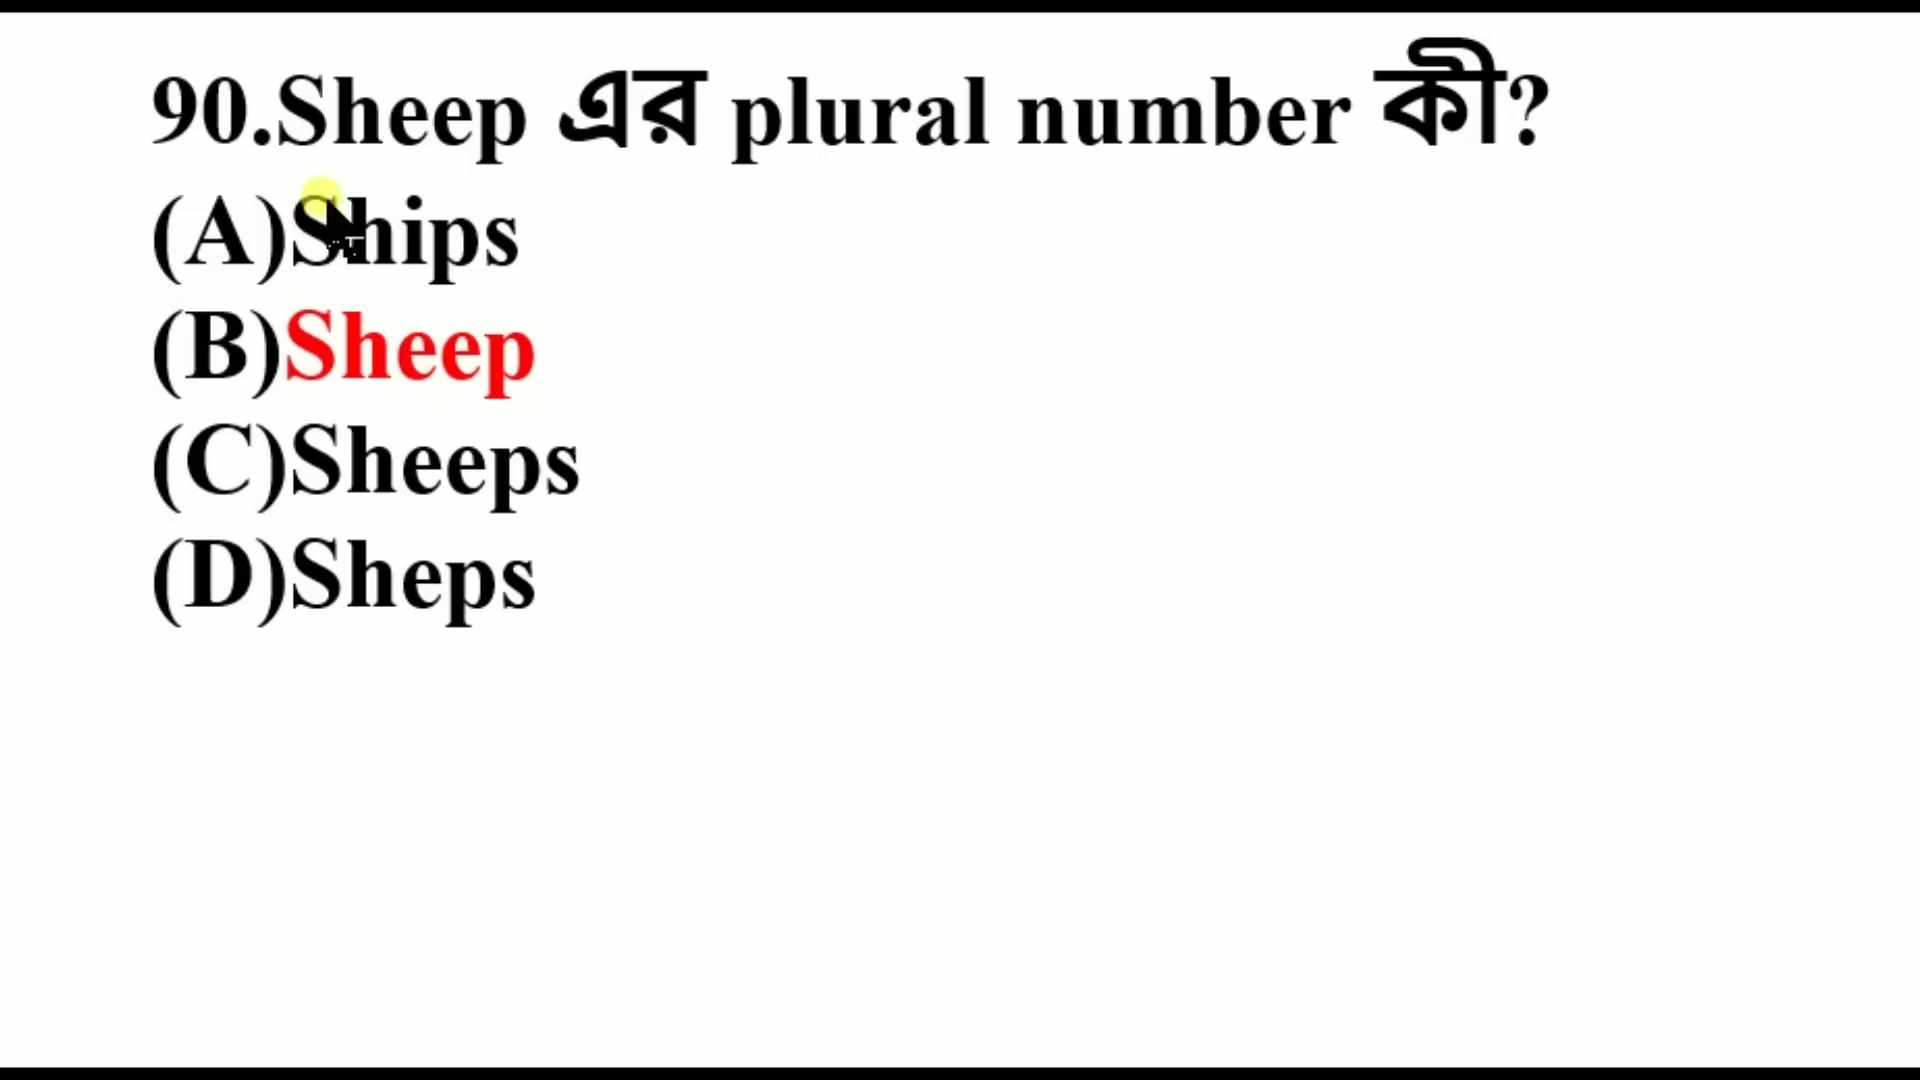 90.Sheep এর plural number কী?
(A)Ships
(B)Sheep
(C)Sheeps
(D)Sheps